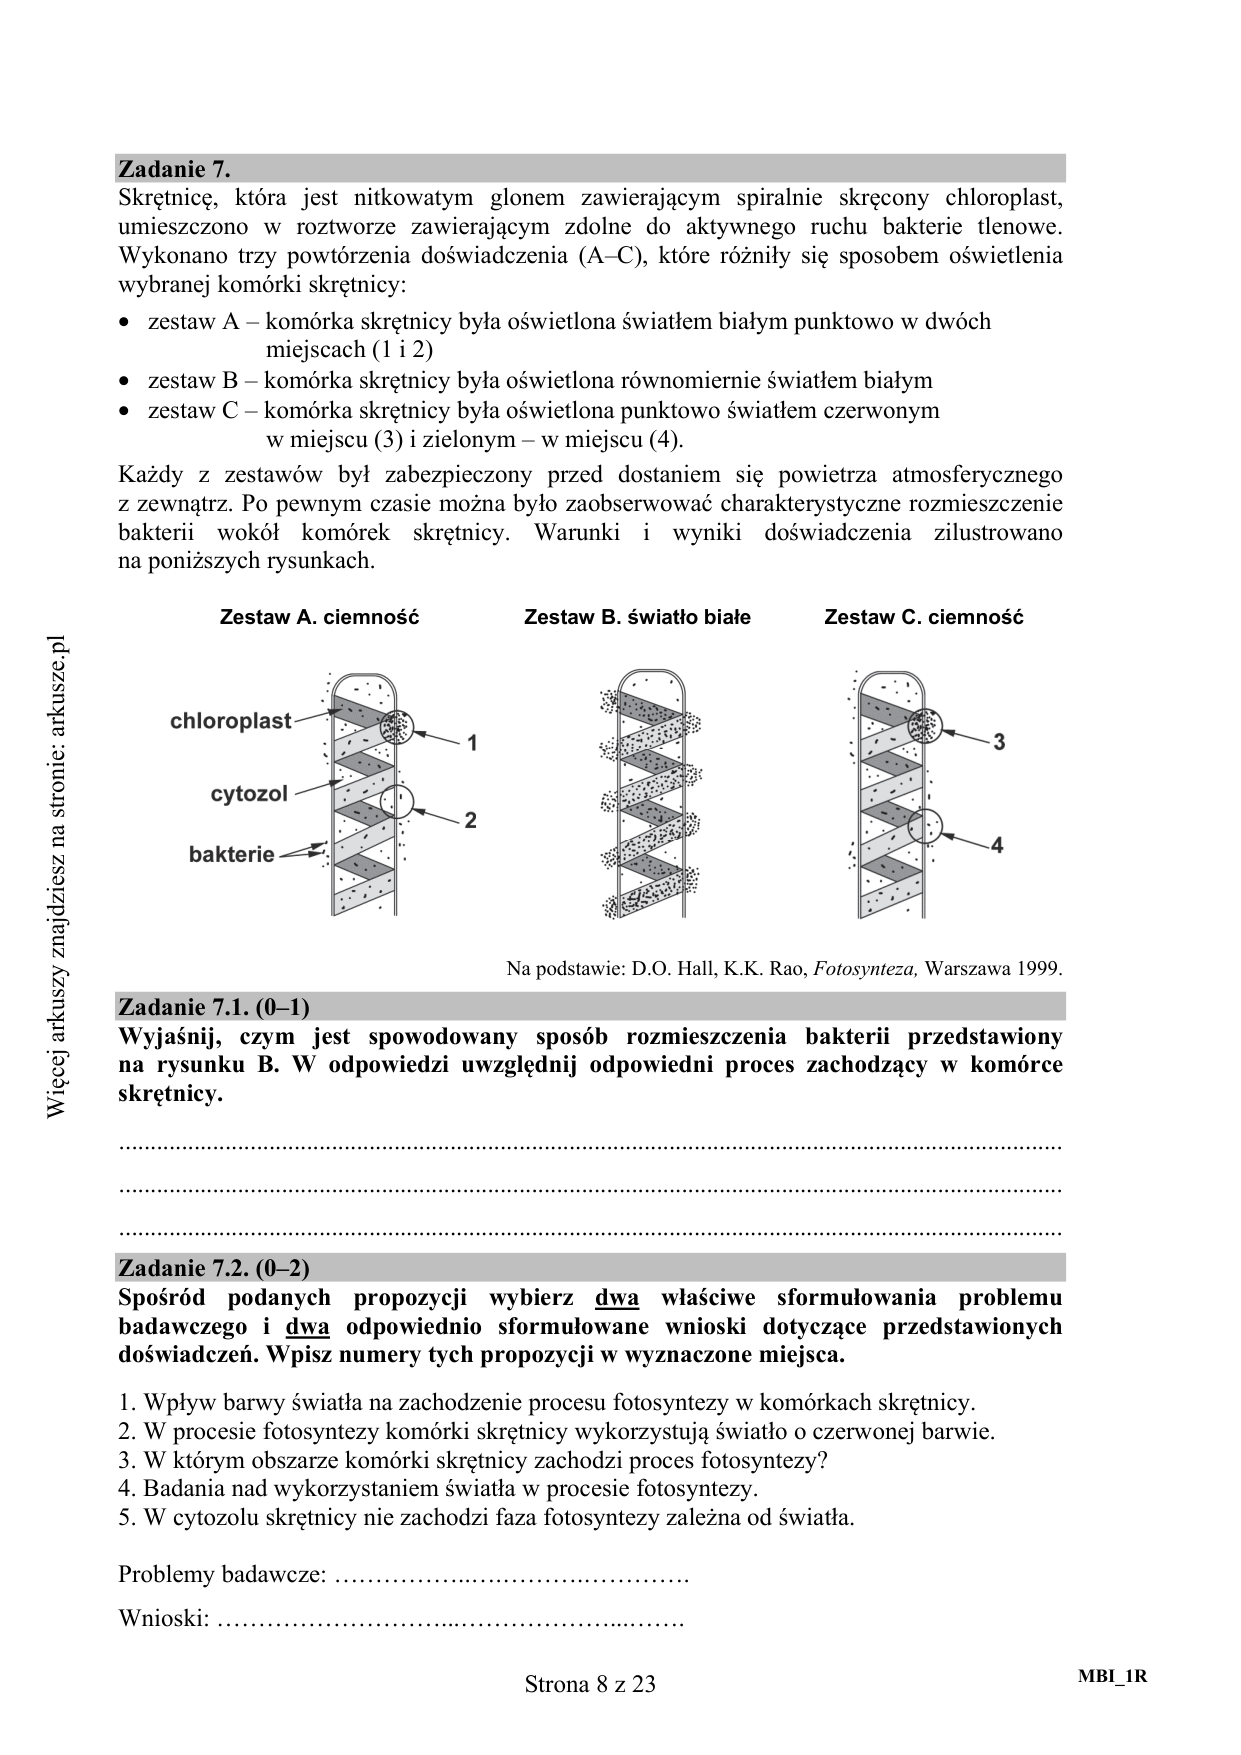 Zadanie 7.
Skrętnicę, która jest nitkowatym glonem zawierającym spiralnie skręcony chloroplast,
umieszczono w roztworze zawierającym zdolne do aktywnego ruchu bakterie tlenowe.
Wykonano trzy powtórzenia doświadczenia (A–C), które różniły się sposobem oświetlenia
wybranej komórki skrętnicy:
• zestaw A – komórka skrętnicy była oświetlona światłem białym punktowo w dwóch
miejscach (1 i 2)
• zestaw B – komórka skrętnicy była oświetlona równomiernie światłem białym
• zestaw C – komórka skrętnicy była oświetlona punktowo światłem czerwonym
w miejscu (3) i zielonym – w miejscu (4).
Każdy z zestawów był zabezpieczony przed dostaniem się powietrza atmosferycznego
z zewnątrz. Po pewnym czasie można było zaobserwować charakterystyczne rozmieszczenie
bakterii wokół komórek skrętnicy. Warunki i wyniki doświadczenia zilustrowano
na poniższych rysunkach.
Zestaw A. ciemność
Zestaw B. światło białe
Zestaw C. ciemność
chloroplast
1
3
cytozol
2
4
bakterie
Na podstawie: D.O. Hall, K.K. Rao, Fotosynteza, Warszawa 1999.
Zadanie 7.1. (0–1)
Wyjaśnij, czym jest spowodowany sposób rozmieszczenia bakterii przedstawiony
na rysunku B. W odpowiedzi uwzględnij odpowiedni proces zachodzący w komórce
skrętnicy.
Zadanie 7.2. (0–2)
Spośród podanych propozycji wybierz dwa właściwe sformułowania problemu
badawczego i dwa odpowiednio sformułowane wnioski dotyczące przedstawionych
doświadczeń. Wpisz numery tych propozycji w wyznaczone miejsca.
1. Wpływ barwy światła na zachodzenie procesu fotosyntezy w komórkach skrętnicy.
2. W procesie fotosyntezy komórki skrętnicy wykorzystują światło o czerwonej barwie.
3. W którym obszarze komórki skrętnicy zachodzi proces fotosyntezy?
4. Badania nad wykorzystaniem światła w procesie fotosyntezy.
5. W cytozolu skrętnicy nie zachodzi faza fotosyntezy zależna od światła.
Problemy badawcze: ……………..….……….………….
Wnioski: ………………………...………………...…….
Strona 8 z 23
MBI_1R
Więcej arkuszy znajdziesz na stronie: arkusze.pl